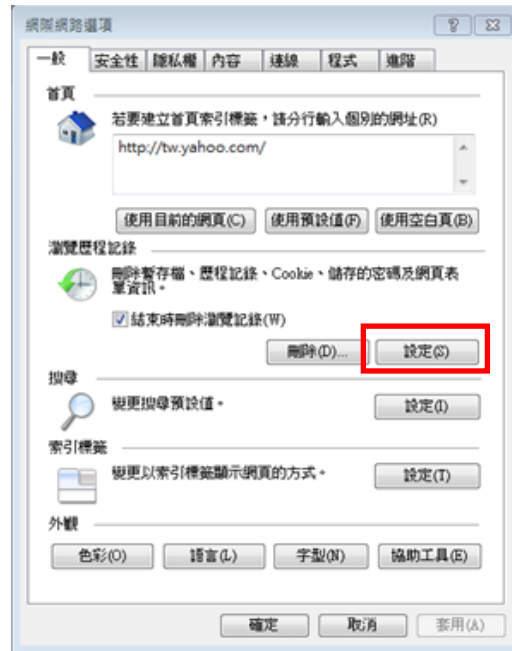 網際網路選項
一般 安全性 隱私權 內容 連線 程式 進階
首頁
若要建立首頁索引標籤，請分行輸入個別的網址(R)
http://tw.yahoo.com/
使用目前的網頁(C) 使用預設值(F) 使用空白頁(B)
瀏覽歷程記錄
刪除暫存檔、歷程記錄、Cookie、儲存的密碼及網頁表
單資訊。
結束時刪除瀏覽記錄(W)
刪除(D)... 設定(S)
搜尋
變更搜尋預設值。
設定(I)
索引標籤
變更以索引標籤顯示網頁的方式。
設定(T)
外觀
色彩(O) 語言(L) 字型(N) 協助工具(E)
確定 取消 套用(A)